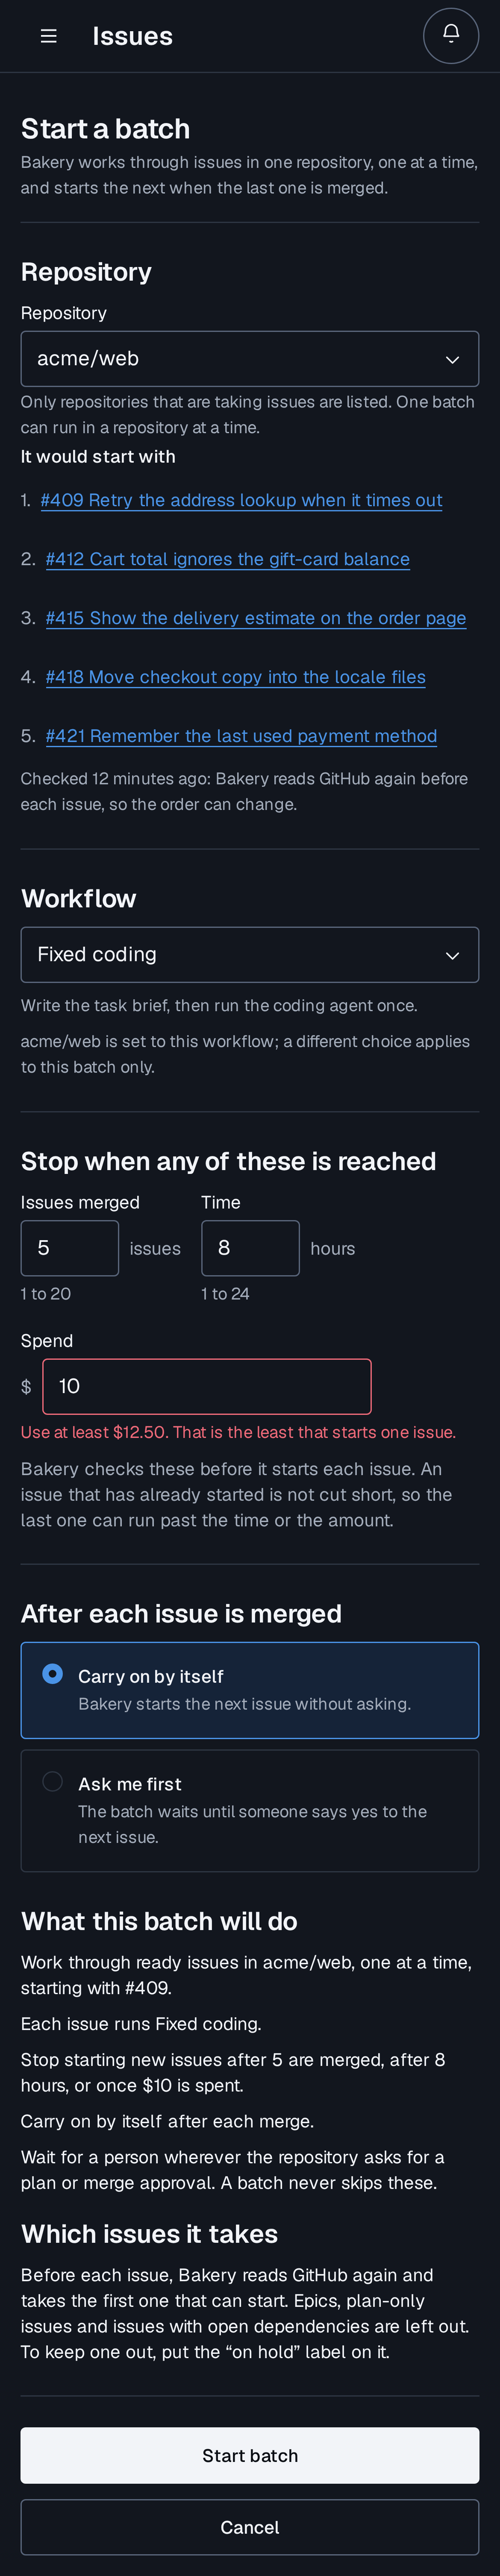 Issues
Start a batch
Bakery works through issues in one repository, one at a time,
and starts the next when the last one is merged.
Repository
Repository
acme/web
Only repositories that are taking issues are listed. One batch
can run in a repository at a time.
It would start with
1. #409 Retry the address lookup when it times out
2. #412 Cart total ignores the gift-card balance
3. #415 Show the delivery estimate on the order page
4. #418 Move checkout copy into the locale files
5. #421 Remember the last used payment method
Checked 12 minutes ago: Bakery reads GitHub again before
each issue, so the order can change.
Workflow
Fixed coding
Write the task brief, then run the coding agent once.
acme/web is set to this workflow; a different choice applies
to this batch only.
Stop when any of these is reached
Issues merged Time
5 issues 8 hours
1 to 20 1 to 24
Spend
$ 10
Use at least $12.50. That is the least that starts one issue.
Bakery checks these before it starts each issue. An
issue that has already started is not cut short, so the
last one can run past the time or the amount.
After each issue is merged
Carry on by itself
Bakery starts the next issue without asking.
Ask me first
The batch waits until someone says yes to the
next issue.
What this batch will do
Work through ready issues in acme/web, one at a time,
starting with #409.
Each issue runs Fixed coding.
Stop starting new issues after 5 are merged, after 8
hours, or once $10 is spent.
Carry on by itself after each merge.
Wait for a person wherever the repository asks for a
plan or merge approval. A batch never skips these.
Which issues it takes
Before each issue, Bakery reads GitHub again and
takes the first one that can start. Epics, plan-only
issues and issues with open dependencies are left out.
To keep one out, put the “on hold” label on it.
Start batch
Cancel